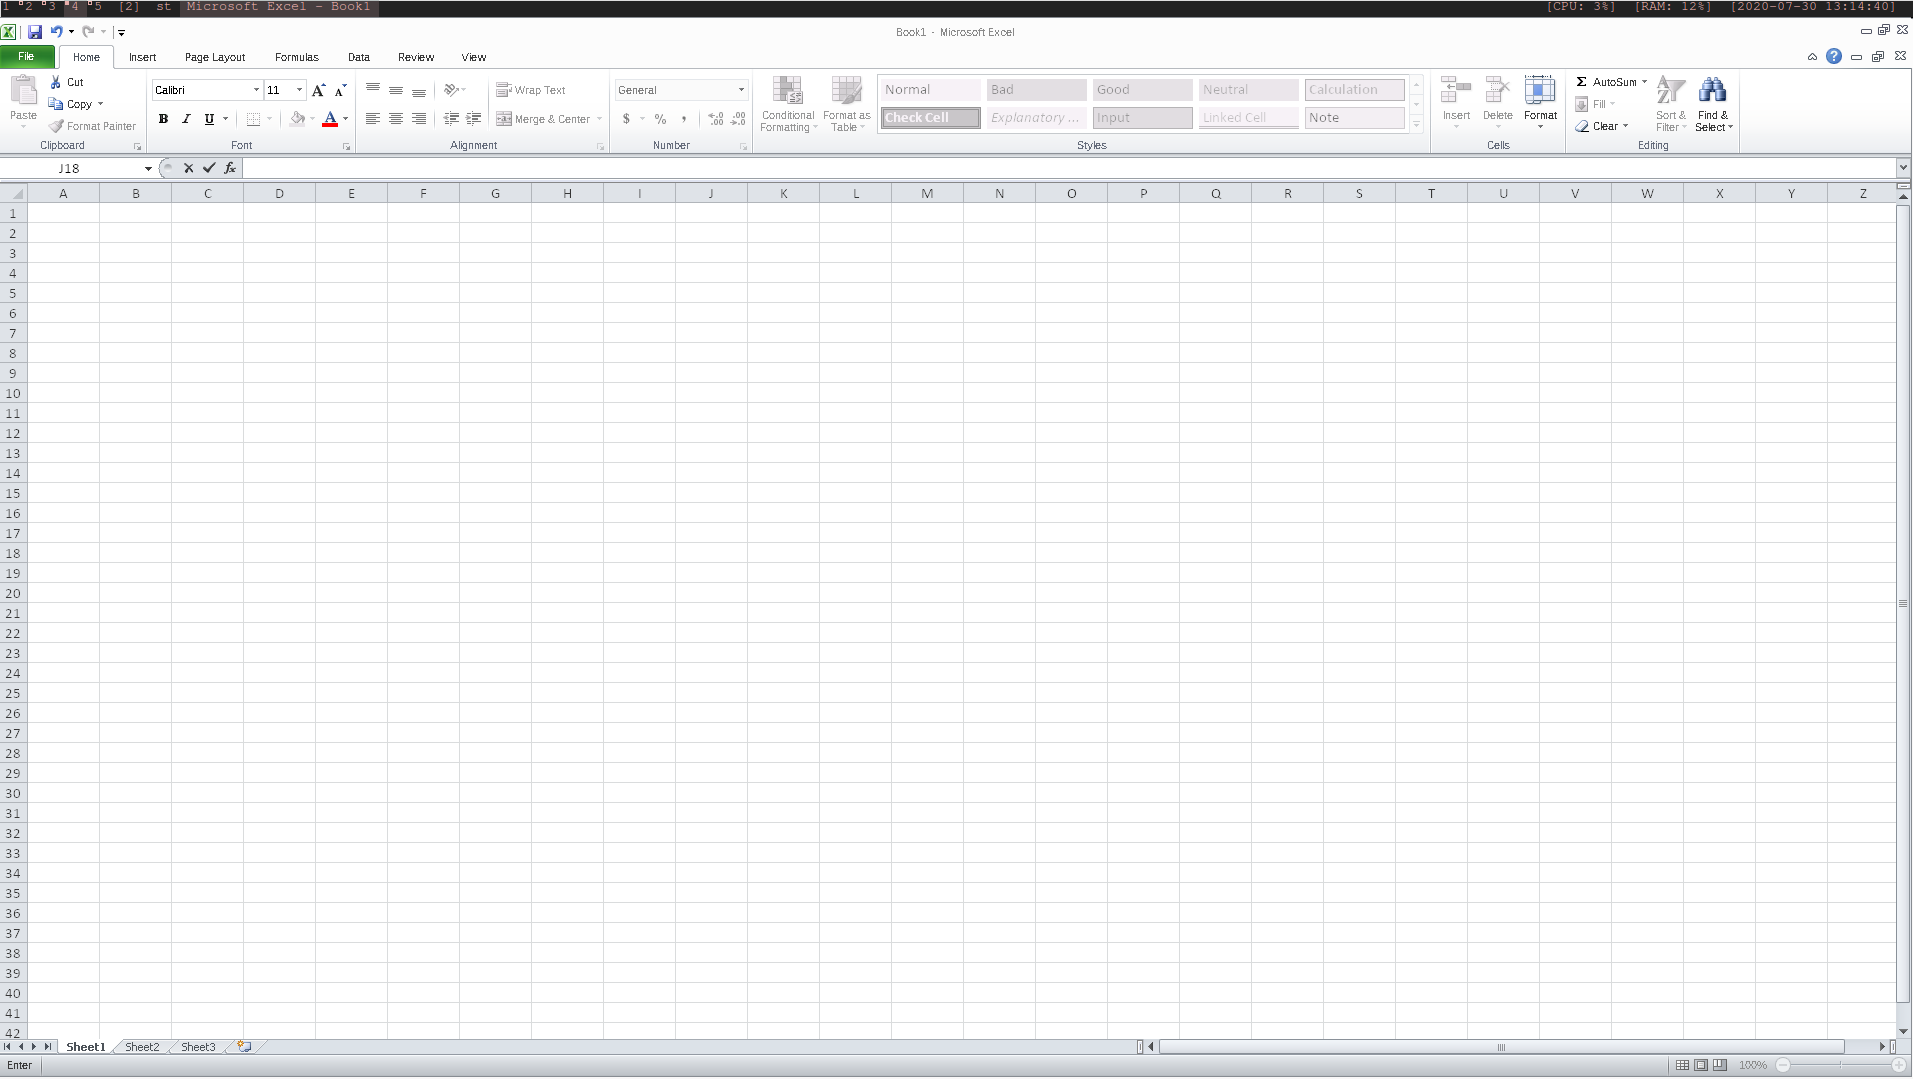 1 2 3 4 5 [2] st Microsoft Excel - Book1 [CPU: 3%] [RAM: 12%] [2020-07-30 13:14:40]
Book1 - Microsoft Excel
File Home Insert Page Layout Formulas Data Review View
Paste
Cut
Copy
Format Painter
Clipboard
Calibri 11
B I U A
Font
Wrap Text
Merge & Center
Alignment
General
$ % ,
Number
Conditional Formatting
Format as Table
Normal Bad Good Neutral Calculation
Check Cell Explanatory ... Input Linked Cell Note
Styles
Insert Delete Format
Cells
Σ AutoSum
Fill
Clear
Sort & Filter
Find & Select
Editing
J18 fx
A B C D E F G H I J K L M N O P Q R S T U V W X Y Z
1
2
3
4
5
6
7
8
9
10
11
12
13
14
15
16
17
18
19
20
21
22
23
24
25
26
27
28
29
30
31
32
33
34
35
36
37
38
39
40
41
42
Sheet1 Sheet2 Sheet3
Enter 100%